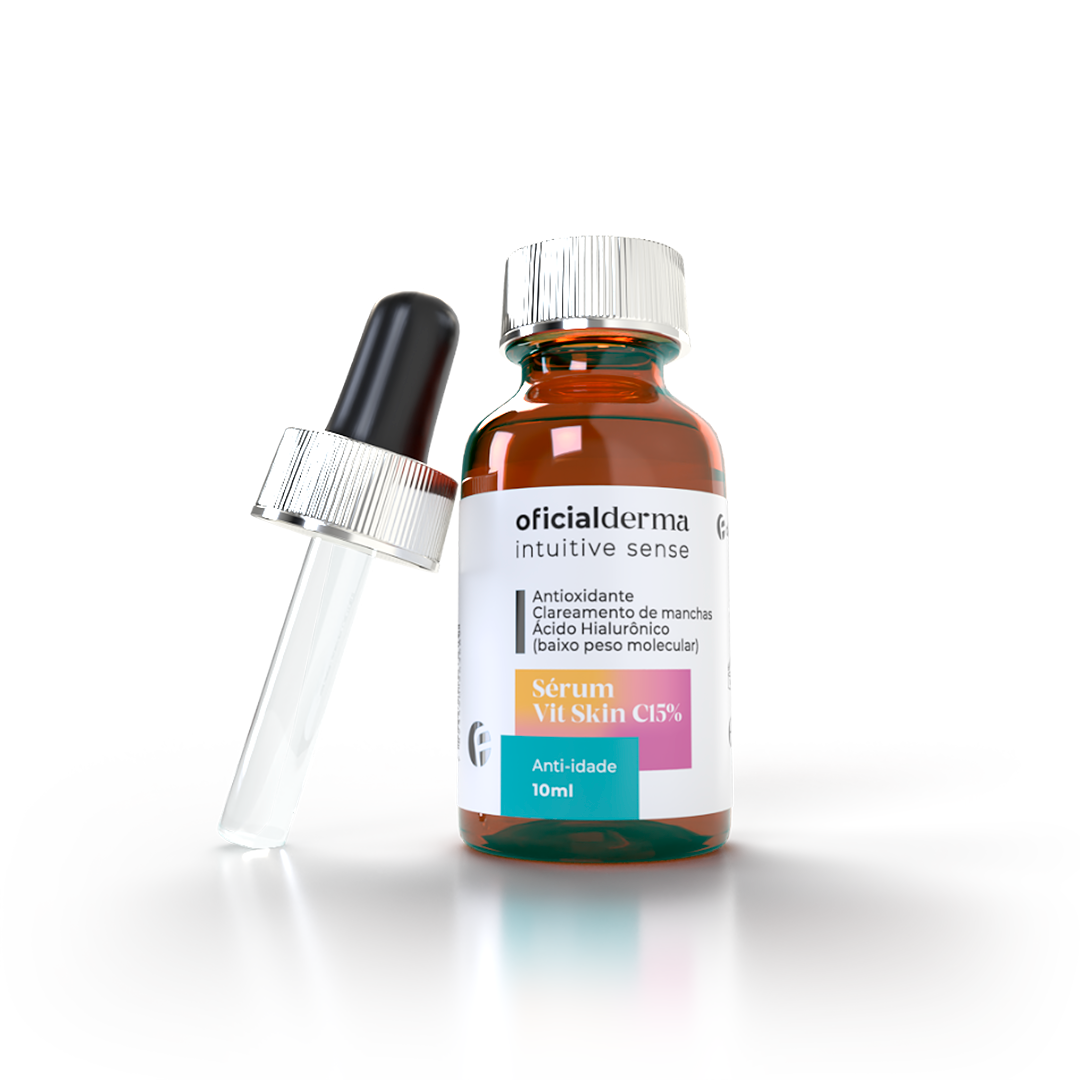 oficialderma
intuitive sense
Antioxidante
Clareamento de manchas
Ácido Hialurônico
(baixo peso molecular)
Sérum
Vit Skin C15%
Anti-idade
10ml